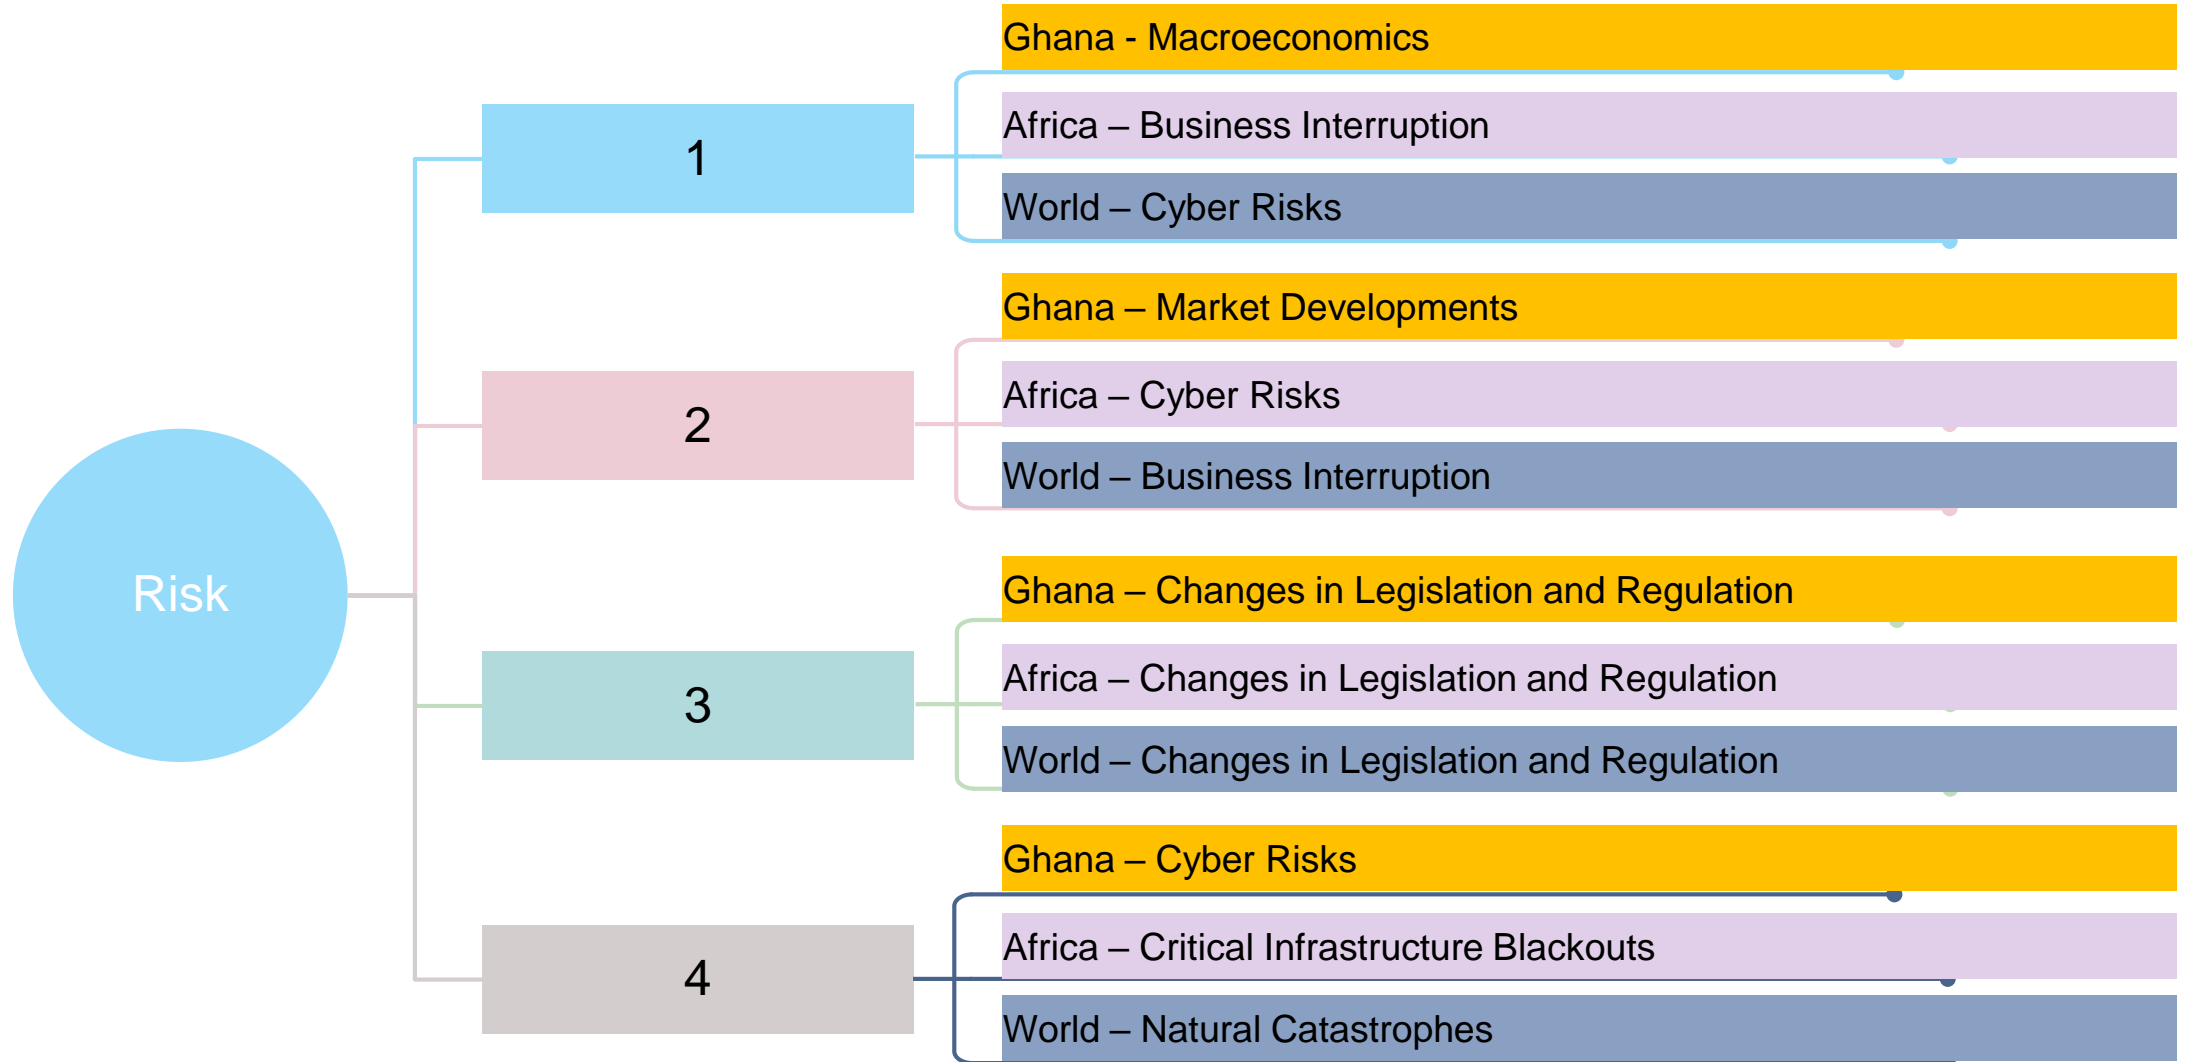 Risk
1
Ghana - Macroeconomics
Africa – Business Interruption
World – Cyber Risks
2
Ghana – Market Developments
Africa – Cyber Risks
World – Business Interruption
3
Ghana – Changes in Legislation and Regulation
Africa – Changes in Legislation and Regulation
World – Changes in Legislation and Regulation
4
Ghana – Cyber Risks
Africa – Critical Infrastructure Blackouts
World – Natural Catastrophes